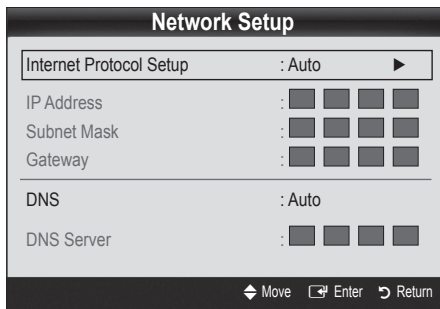 Network Setup
Internet Protocol Setup : Auto ▶
IP Address :
Subnet Mask :
Gateway :
DNS : Auto
DNS Server :
Move Enter Return